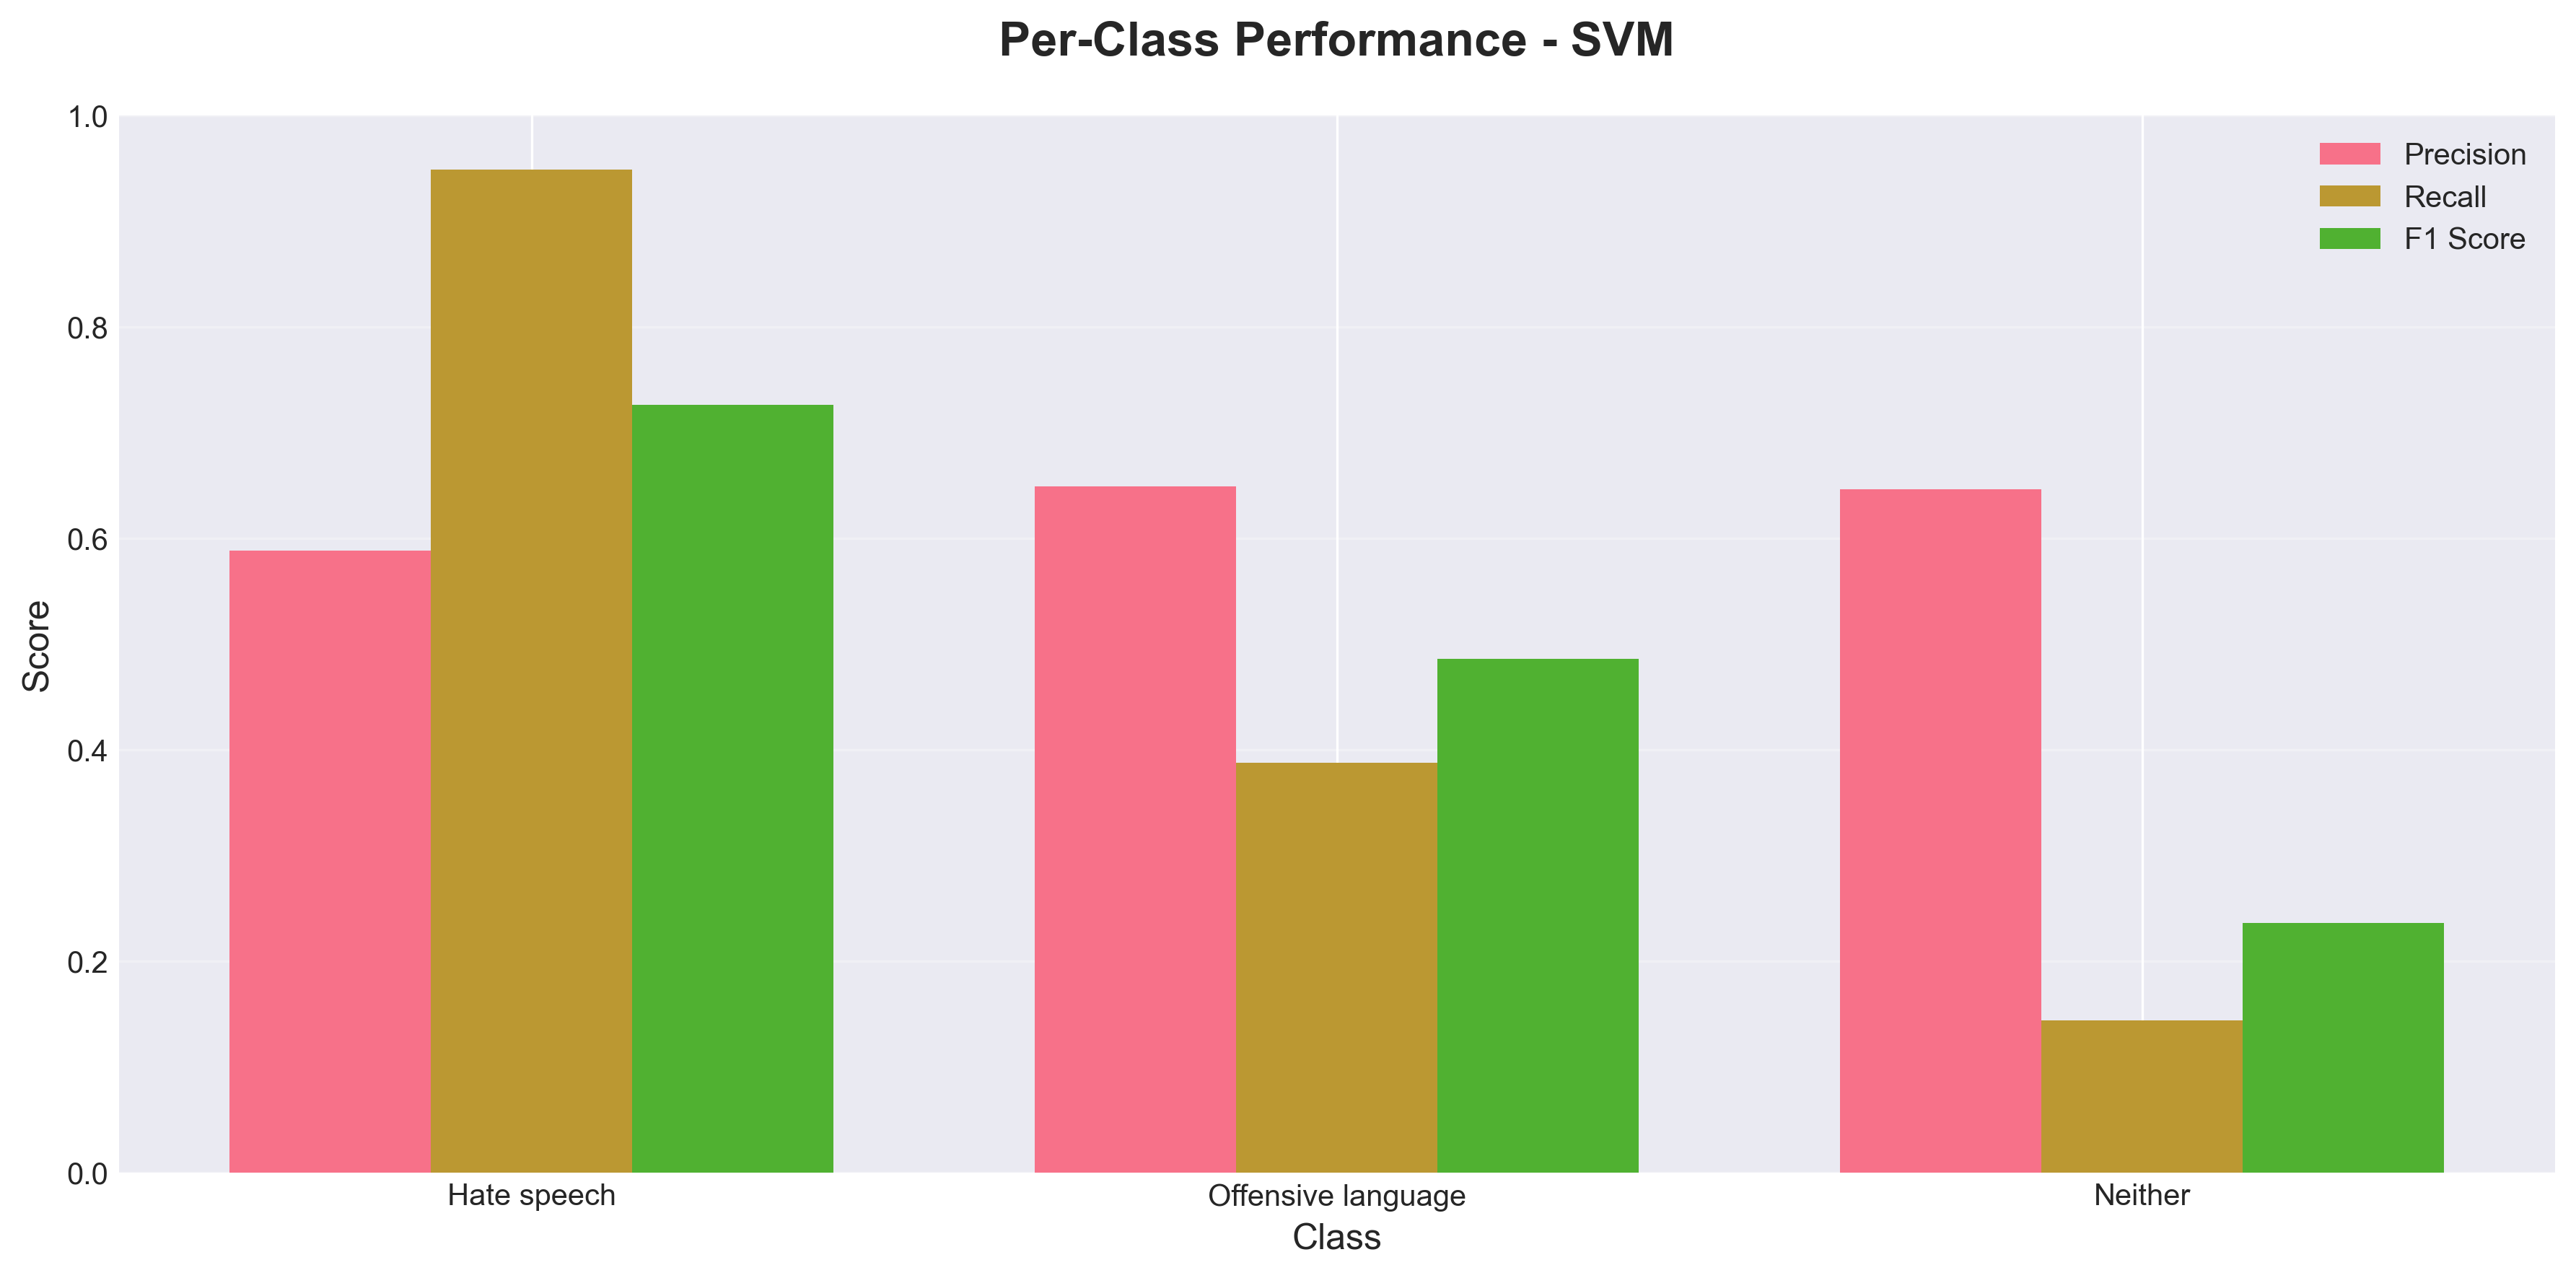 Per-Class Performance - SVM
1.0
0.8
0.6
0.4
0.2
0.0
Score
Precision
Recall
F1 Score
Hate speech
Offensive language
Neither
Class